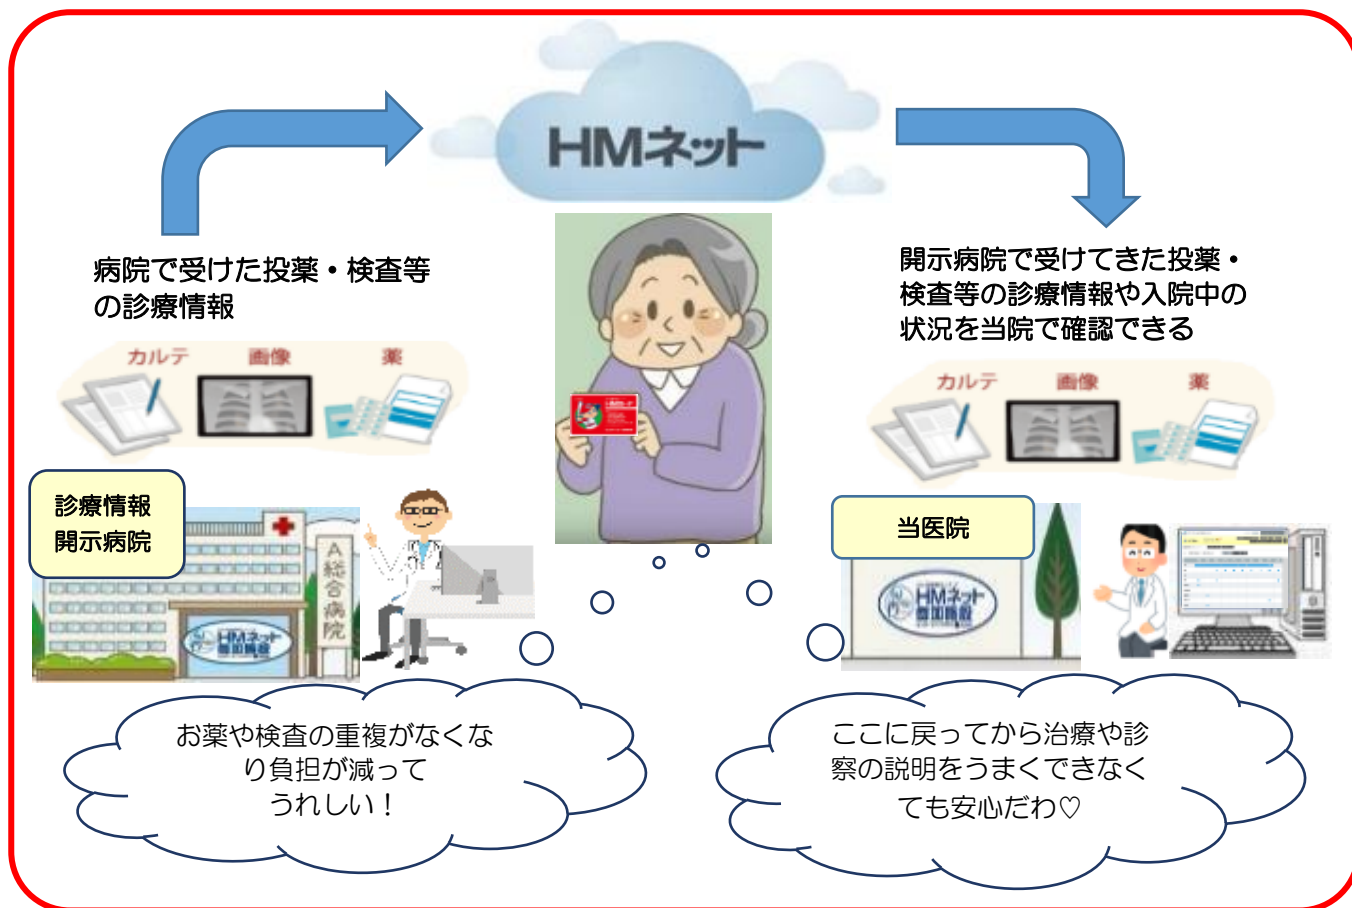 HMネット
病院で受けた投薬・検査等
の診療情報
カルテ
画像
薬
診療情報
開示病院
A総合病院
HMネット
参加施設
開示病院で受けてきた投薬・
検査等の診療情報や入院中の
状況を当院で確認できる
カルテ
画像
薬
当医院
HMネット
参加施設
お薬や検査の重複がなくな
り負担が減って
うれしい！
ここに戻ってから治療や診
察の説明をうまくできなく
ても安心だわ♡